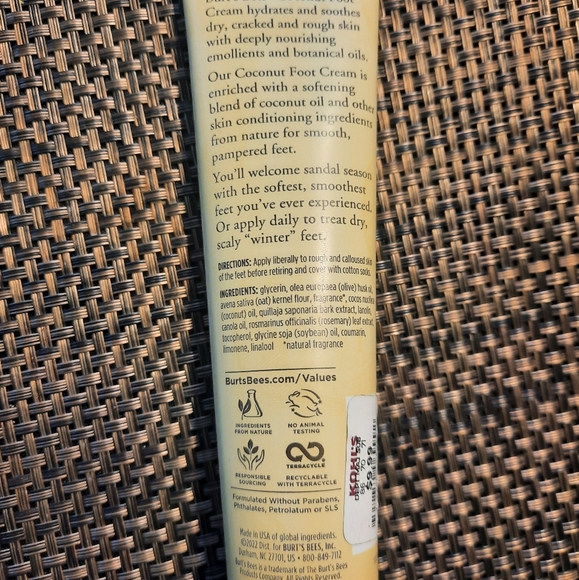 Cream hydrates and soothes
dry, cracked and rough skin
with deeply nourishing
emollients and botanical oils.
Our Coconut Foot Cream is
enriched with a softening
blend of coconut oil and other
skin conditioning ingredients
from nature for smooth,
pampered feet.
You'll welcome sandal season
with the softest, smoothest
feet you've ever experienced.
Or apply daily to treat dry,
scaly "winter" feet.
DIRECTIONS: Apply liberally to rough and calloused skin
of the feet before retiring and cover with cotton socks.
INGREDIENTS: glycerin, olea europaea (olive) husk oil,
avena sativa (oat) kernel flour, fragrance*, cocos nucifera
(coconut) oil, quillaja saponaria bark extract, lanolin,
canola oil, rosmarinus officinalis (rosemary) leaf extract,
tocopherol, glycine soja (soybean) oil, coumarin,
limonene, linalool *natural fragrance
BurtsBees.com/Values
INGREDIENTS
FROM NATURE
NO ANIMAL
TESTING
RESPONSIBLE
SOURCING
TERRACYCLE
RECYCLABLE
WITH TERRACYCLE
Formulated Without Parabens,
Phthalates, Petrolatum or SLS
Made in USA of global ingredients.
©2022 Dist. for BURT'S BEES, Inc.
Durham, NC 27701, US • 800-849-7112
Burt's Bees is a trademark of The Burt's Bees
Products Company. All Rights Reserved.
KOHL'S